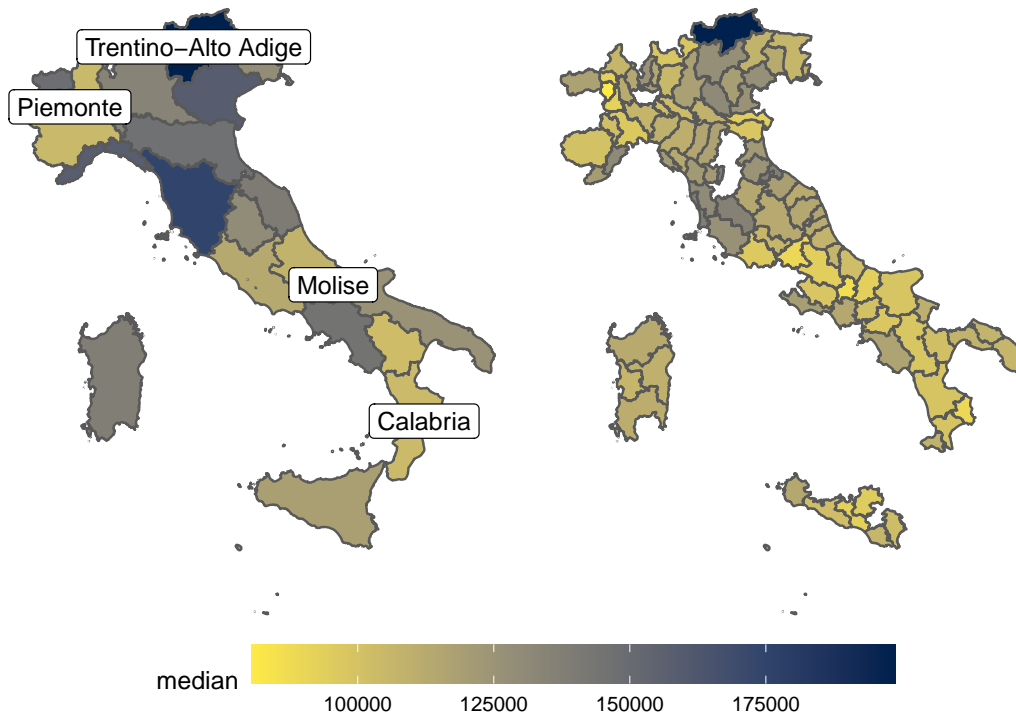 Trentino−Alto Adige
Piemonte
Molise
Calabria
median
100000 125000 150000 175000